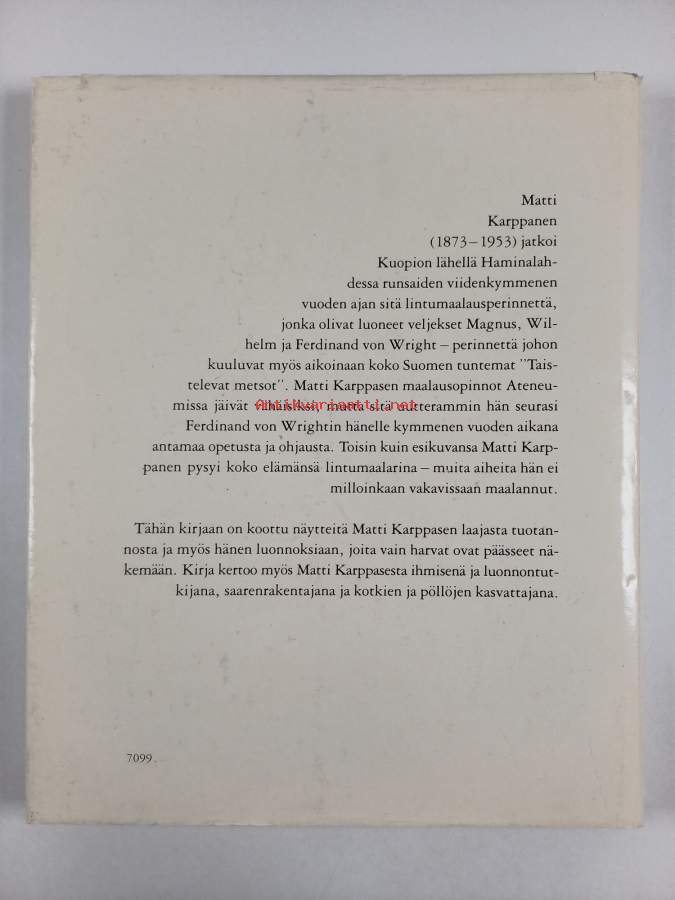 Matti
Karppanen
(1873–1953) jatkoi
Kuopion lähellä Haminalah-
dessa runsaiden viidenkymmenen
vuoden ajan sitä lintumaalausperinnettä,
jonka olivat luoneet veljekset Magnus, Wil-
helm ja Ferdinand von Wright – perinnettä johon
kuuluvat myös aikoinaan koko Suomen tuntemat "Tais-
televat metsot". Matti Karppasen maalausopinnot Ateneu-
missa jäivät vähäisiksi, mutta sitä uutterammin hän seurasi
Antikvariaatti.net
Ferdinand von Wrightin hänelle kymmenen vuoden aikana
antamaa opetusta ja ohjausta. Toisin kuin esikuvansa Matti Karp-
panen pysyi koko elämänsä lintumaalarina – muita aiheita hän ei
milloinkaan vakavissaan maalannut.
Tähän kirjaan on koottu näytteitä Matti Karppasen laajasta tuotan-
nosta ja myös hänen luonnoksiaan, joita vain harvat ovat päässeet nä-
kemään. Kirja kertoo myös Matti Karppasesta ihmisenä ja luonnontut-
kijana, saarenrakentajana ja kotkien ja pöllöjen kasvattajana.
7099